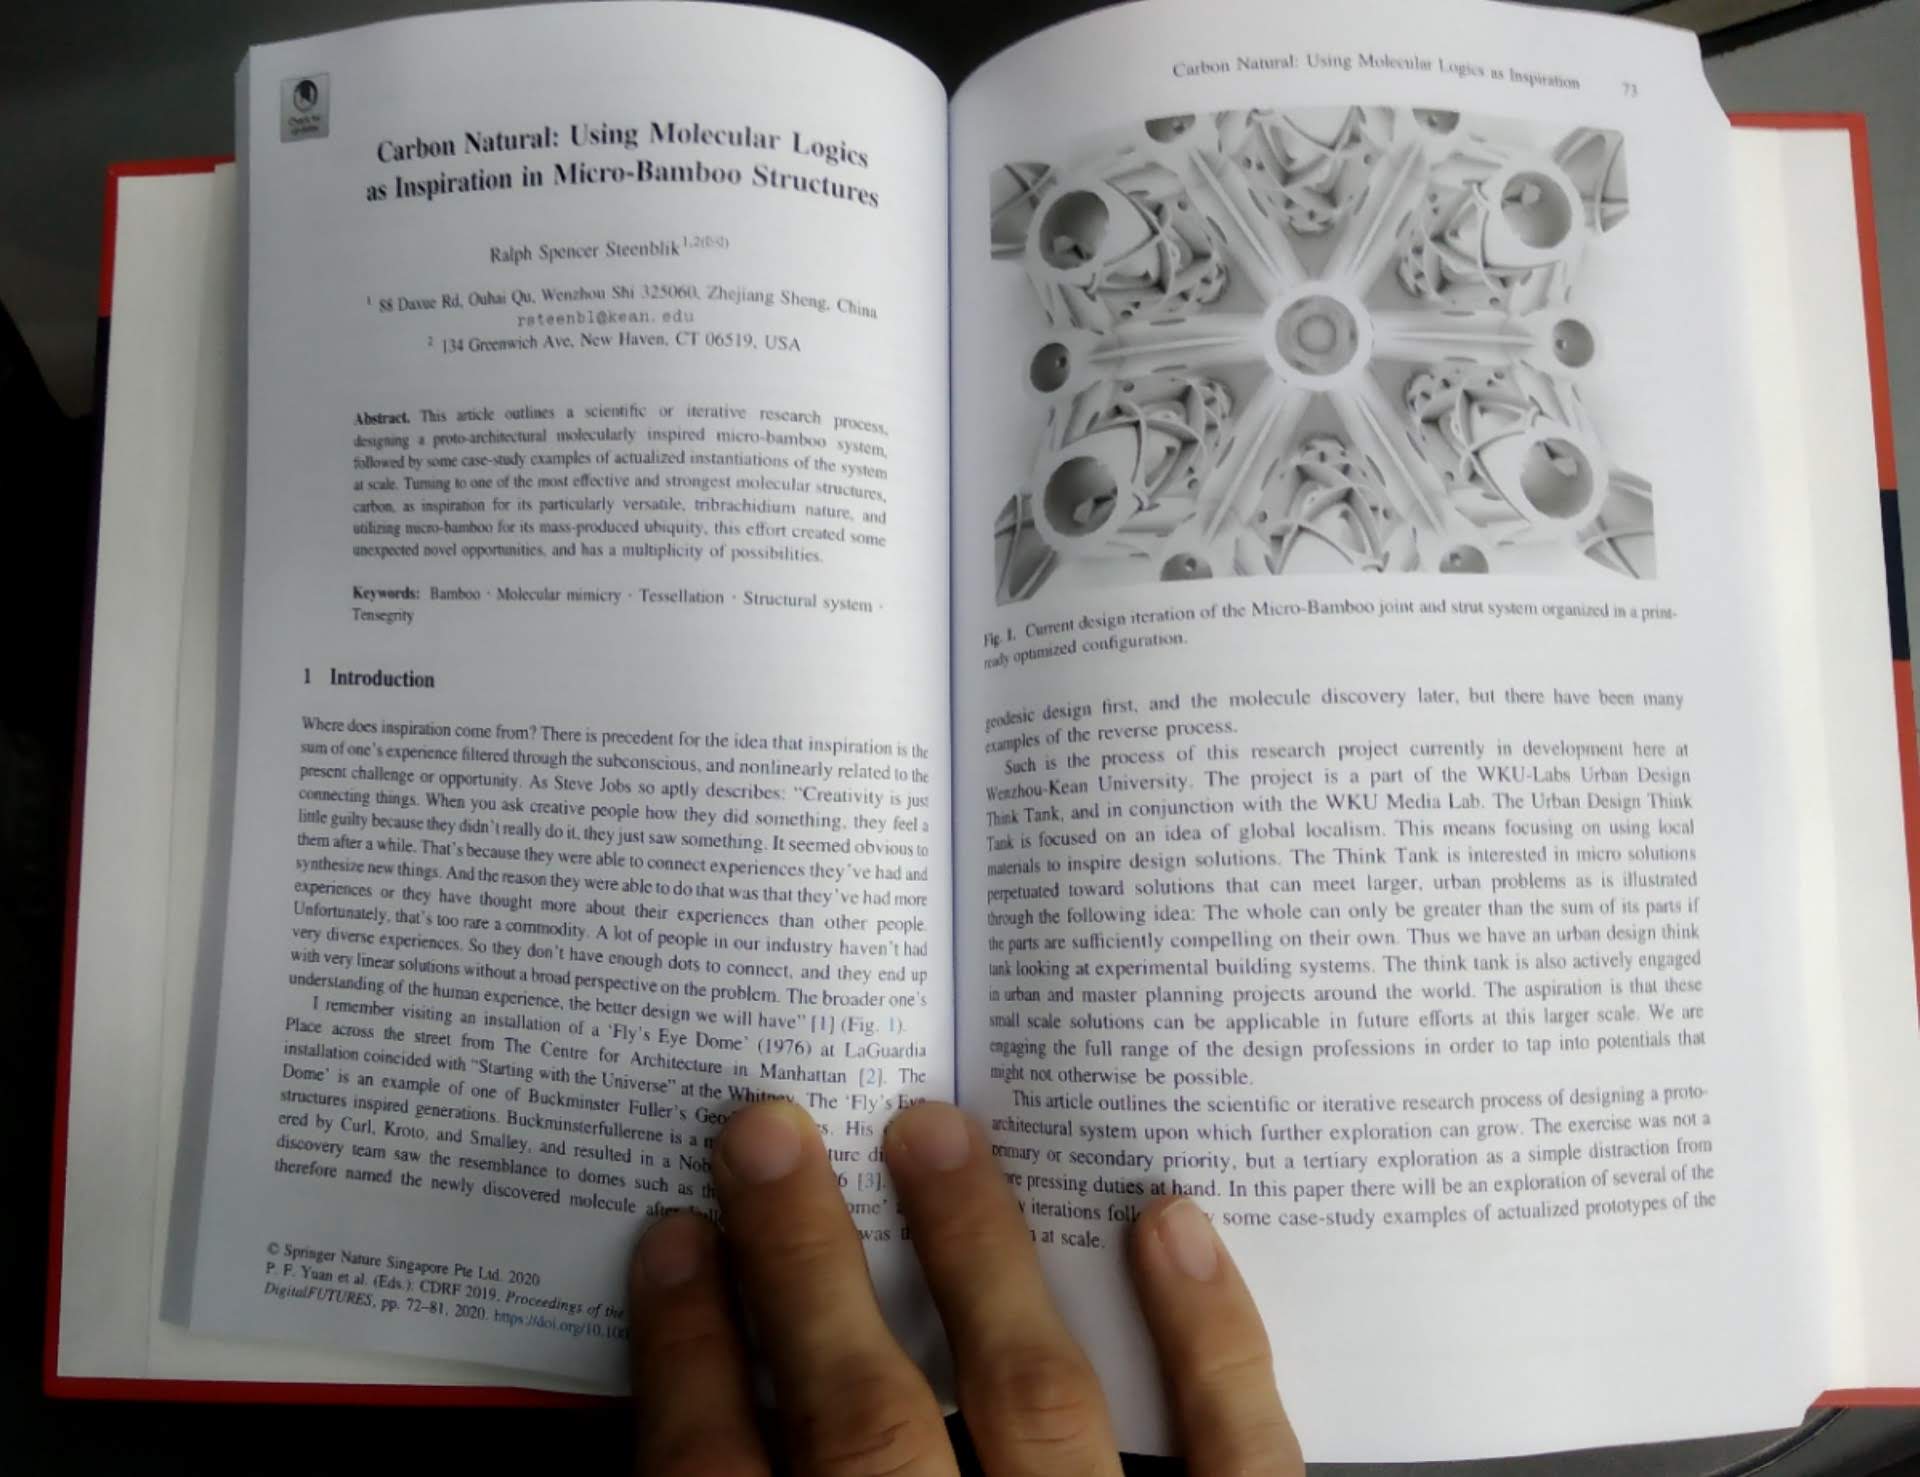 Check for
updates
Carbon Natural: Using Molecular Logics
as Inspiration in Micro-Bamboo Structures
Ralph Spencer Steenblik1,2(✉)
1 88 Daxue Rd, Ouhai Qu, Wenzhou Shi 325060, Zhejiang Sheng, China
rsteenbl@kean.edu
2 134 Greenwich Ave, New Haven, CT 06519, USA
Abstract. This article outlines a scientific or iterative research process,
designing a proto-architectural molecularly inspired micro-bamboo system,
followed by some case-study examples of actualized instantiations of the system
at scale. Turning to one of the most effective and strongest molecular structures,
carbon, as inspiration for its particularly versatile, tribrachidium nature, and
utilizing micro-bamboo for its mass-produced ubiquity, this effort created some
unexpected novel opportunities, and has a multiplicity of possibilities.
Keywords: Bamboo · Molecular mimicry · Tessellation · Structural system ·
Tensegrity
1 Introduction
Where does inspiration come from? There is precedent for the idea that inspiration is the
sum of one's experience filtered through the subconscious, and nonlinearly related to the
present challenge or opportunity. As Steve Jobs so aptly describes: "Creativity is just
connecting things. When you ask creative people how they did something, they feel a
little guilty because they didn't really do it, they just saw something. It seemed obvious to
them after a while. That's because they were able to connect experiences they've had and
synthesize new things. And the reason they were able to do that was that they've had more
experiences or they have thought more about their experiences than other people.
Unfortunately, that's too rare a commodity. A lot of people in our industry haven't had
very diverse experiences. So they don't have enough dots to connect, and they end up
with very linear solutions without a broad perspective on the problem. The broader one's
understanding of the human experience, the better design we will have" [1] (Fig. 1).
I remember visiting an installation of a 'Fly's Eye Dome' (1976) at LaGuardia
Place across the street from The Centre for Architecture in Manhattan [2]. The
installation coincided with "Starting with the Universe" at the Whitney. The 'Fly's Eye
Dome' is an example of one of Buckminster Fuller's Geo s. His
structures inspired generations. Buckminsterfullerene is a ture di
ered by Curl, Kroto, and Smalley, and resulted in a Nob 6 [3].
discovery team saw the resemblance to domes such as th ome'
therefore named the newly discovered molecule after was
© Springer Nature Singapore Pte Ltd. 2020
P. F. Yuan et al. (Eds.): CDRF 2019, Proceedings of the
DigitalFUTURES, pp. 72–81, 2020. https://doi.org/10.100
Carbon Natural: Using Molecular Logics as Inspiration 73
Fig. 1. Current design iteration of the Micro-Bamboo joint and strut system organized in a print-
ready optimized configuration.
geodesic design first, and the molecule discovery later, but there have been many
examples of the reverse process.
Such is the process of this research project currently in development here at
Wenzhou-Kean University. The project is a part of the WKU-Labs Urban Design
Think Tank, and in conjunction with the WKU Media Lab. The Urban Design Think
Tank is focused on an idea of global localism. This means focusing on using local
materials to inspire design solutions. The Think Tank is interested in micro solutions
perpetuated toward solutions that can meet larger, urban problems as is illustrated
through the following idea: The whole can only be greater than the sum of its parts if
the parts are sufficiently compelling on their own. Thus we have an urban design think
tank looking at experimental building systems. The think tank is also actively engaged
in urban and master planning projects around the world. The aspiration is that these
small scale solutions can be applicable in future efforts at this larger scale. We are
engaging the full range of the design professions in order to tap into potentials that
might not otherwise be possible.
This article outlines the scientific or iterative research process of designing a proto-
architectural system upon which further exploration can grow. The exercise was not a
primary or secondary priority, but a tertiary exploration as a simple distraction from
re pressing duties at hand. In this paper there will be an exploration of several of the
y iterations foll y some case-study examples of actualized prototypes of the
at scale.